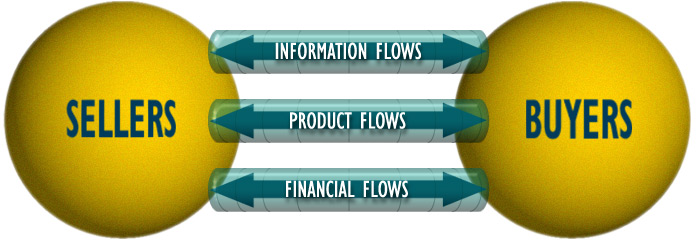 SELLERS
INFORMATION FLOWS
PRODUCT FLOWS
FINANCIAL FLOWS
BUYERS